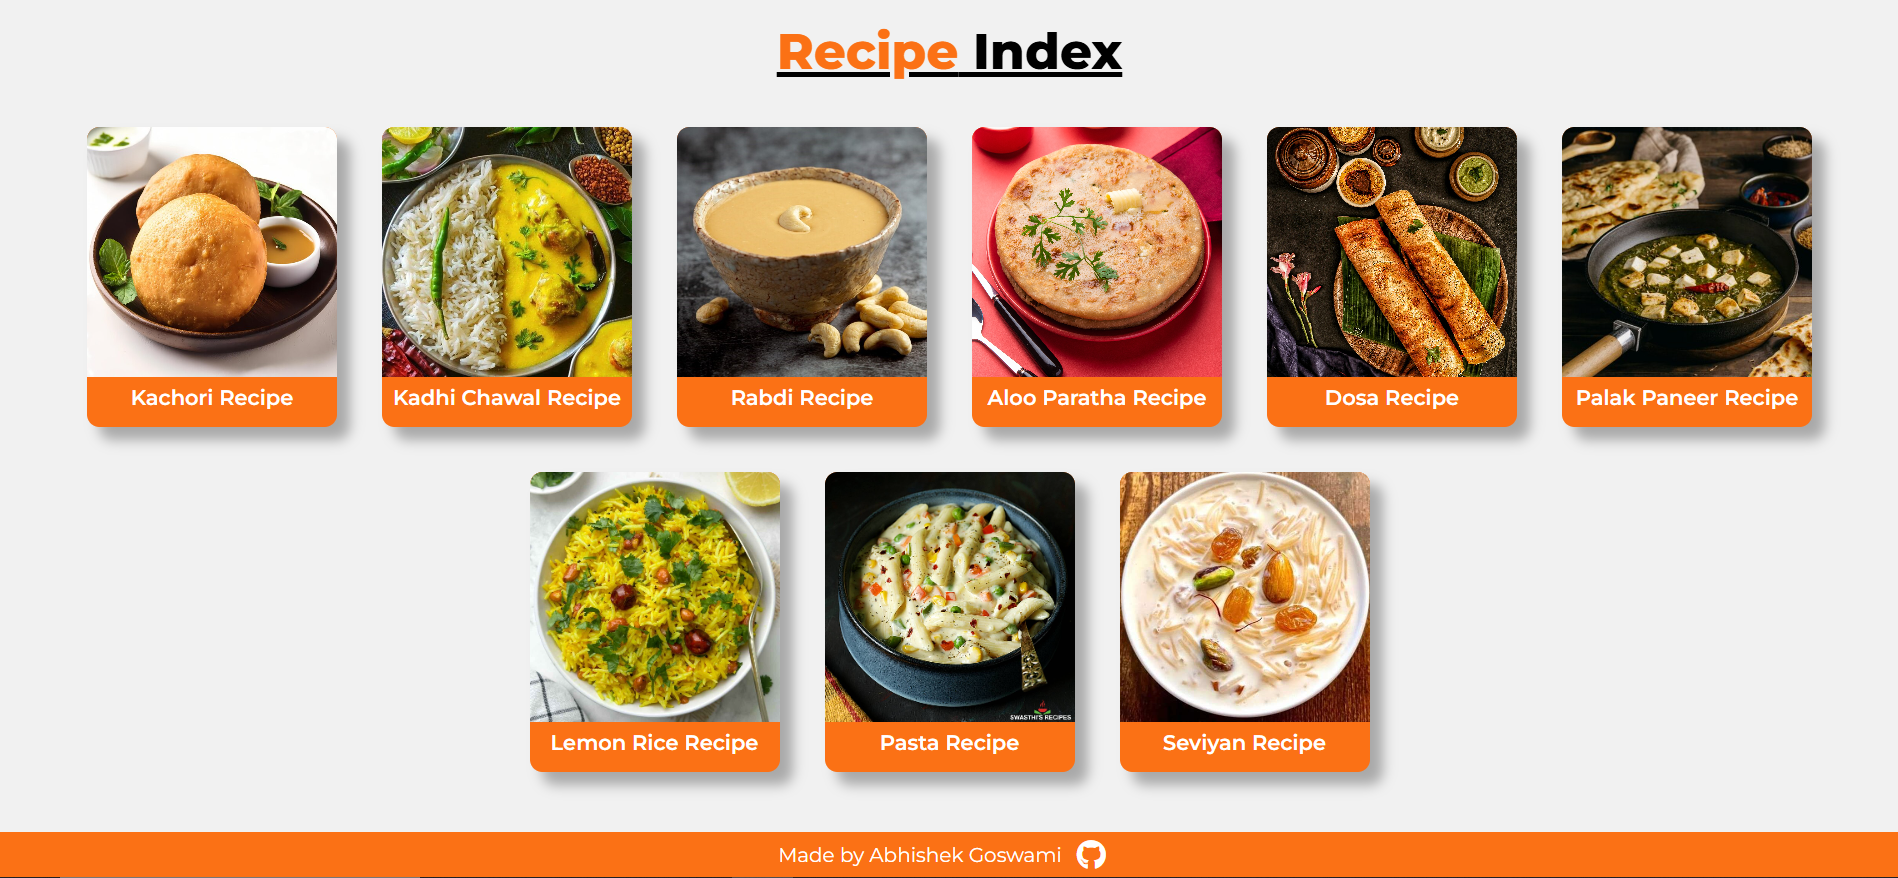 Recipe Index
Kachori Recipe
Kadhi Chawal Recipe
Rabdi Recipe
Aloo Paratha Recipe
Dosa Recipe
Palak Paneer Recipe
SWASTHI'S RECIPES
Lemon Rice Recipe
Pasta Recipe
Seviyan Recipe
Made by Abhishek Goswami